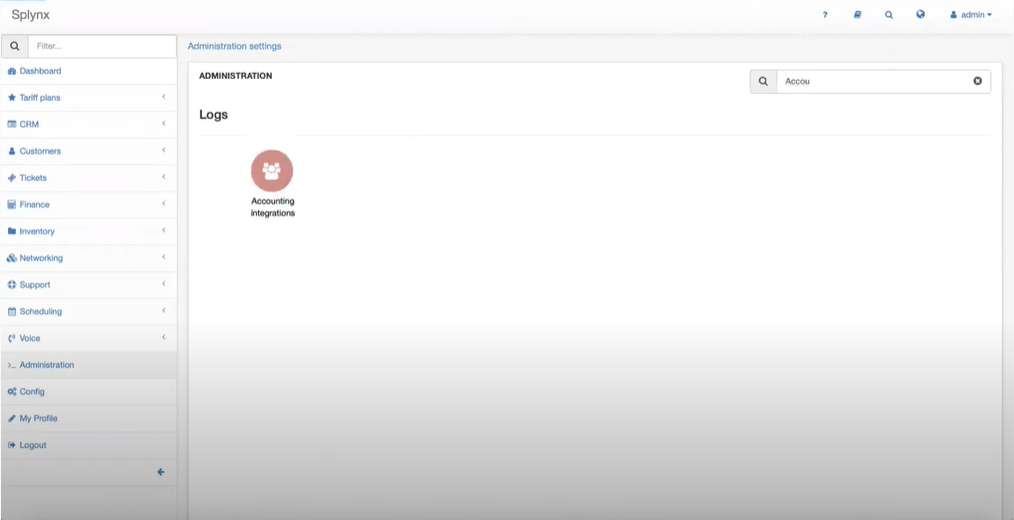 Splynx
?
admin
Filter...
Administration settings
Dashboard
ADMINISTRATION
Accou
Tariff plans
Logs
CRM
Customers
Tickets
Accounting
integrations
Finance
Inventory
Networking
Support
Scheduling
Voice
Administration
Config
My Profile
Logout